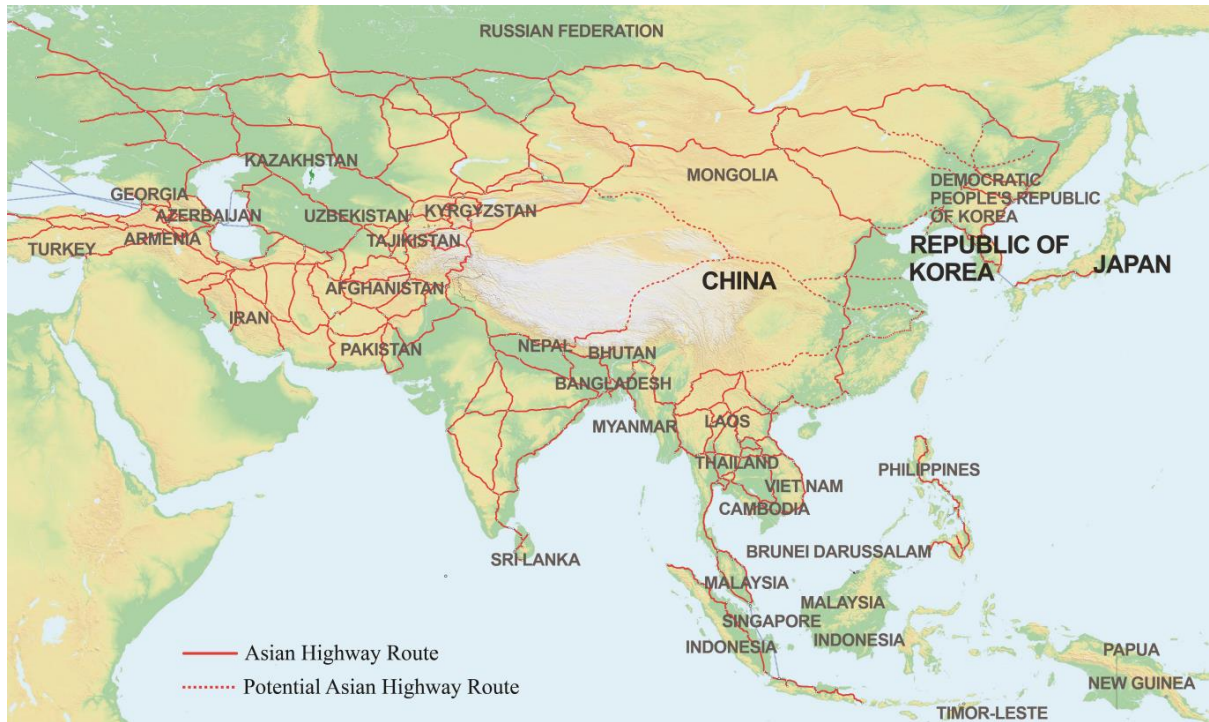 RUSSIAN FEDERATION
KAZAKHSTAN
MONGOLIA
GEORGIA
AZERBAIJAN
UZBEKISTAN
KYRGYZSTAN
DEMOCRATIC
PEOPLE'S REPUBLIC
OF KOREA
TURKEY
ARMENIA
TAJIKISTAN
REPUBLIC OF
KOREA
JAPAN
CHINA
AFGHANISTAN
IRAN
PAKISTAN
NEPAL
BHUTAN
BANGLADESH
MYANMAR
LAOS
THAILAND
VIET NAM
CAMBODIA
PHILIPPINES
SRI LANKA
BRUNEI DARUSSALAM
MALAYSIA
MALAYSIA
SINGAPORE
INDONESIA
INDONESIA
PAPUA
NEW GUINEA
TIMOR-LESTE
Asian Highway Route
Potential Asian Highway Route